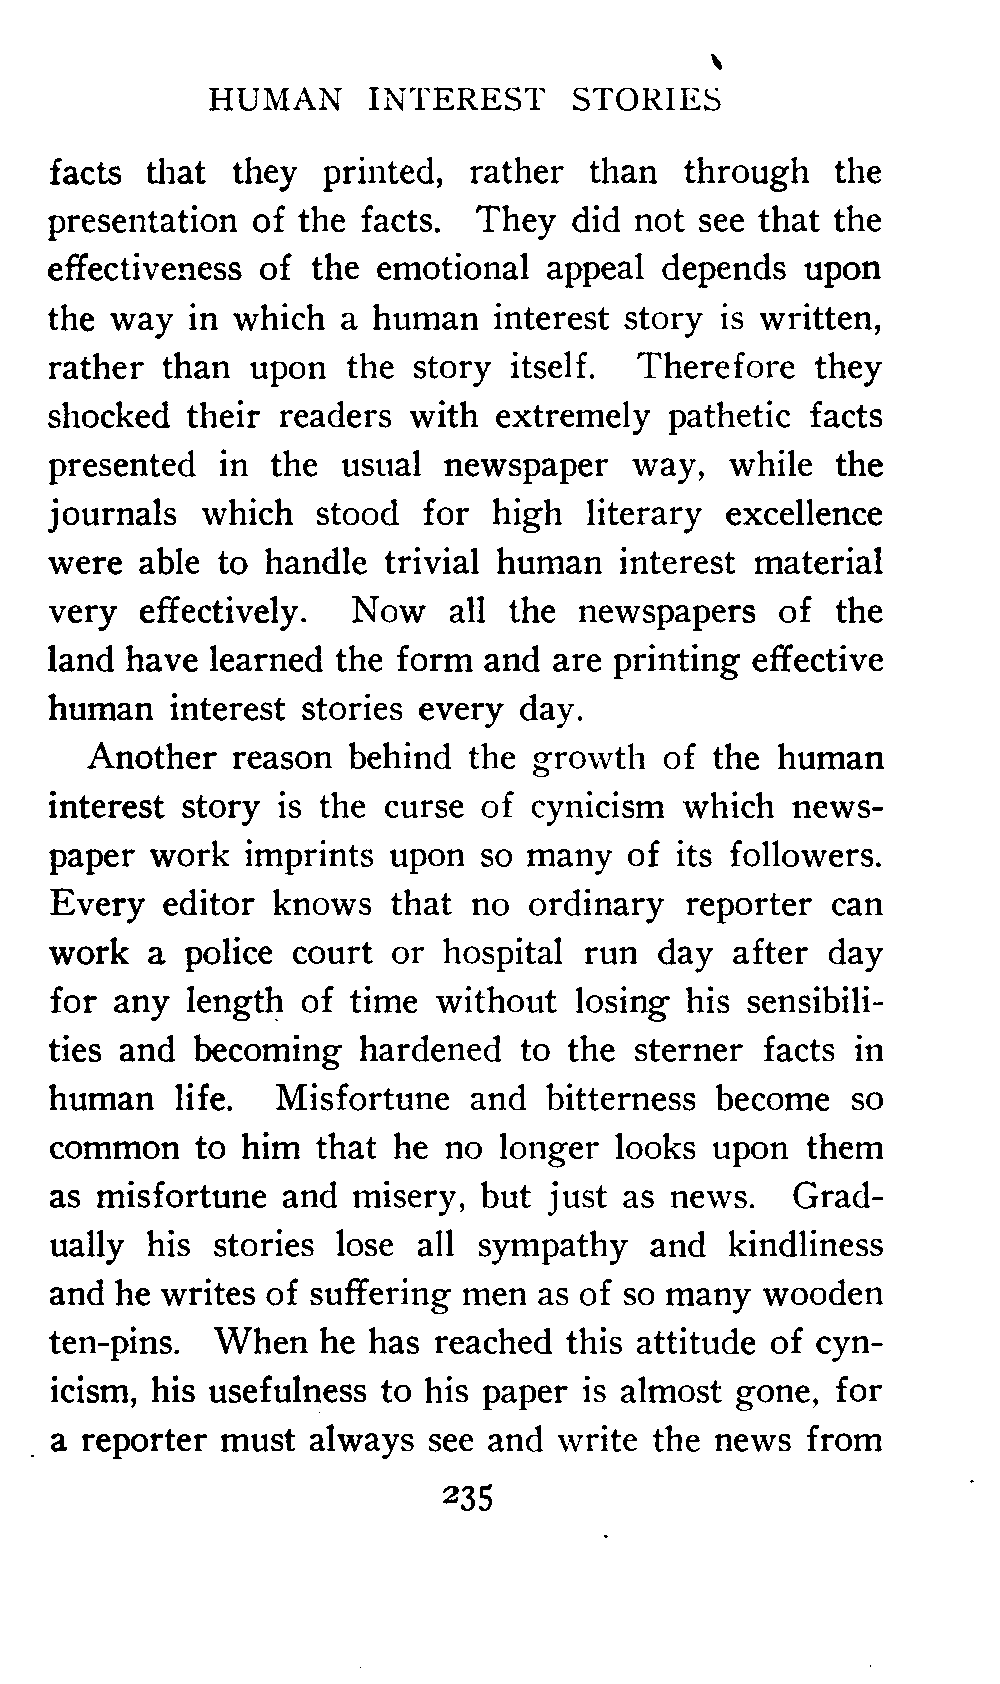 HUMAN INTEREST STORIES
facts that they printed, rather than through the
presentation of the facts. They did not see that the
effectiveness of the emotional appeal depends upon
the way in which a human interest story is written,
rather than upon the story itself. Therefore they
shocked their readers with extremely pathetic facts
presented in the usual newspaper way, while the
journals which stood for high literary excellence
were able to handle trivial human interest material
very effectively. Now all the newspapers of the
land have learned the form and are printing effective
human interest stories every day.
Another reason behind the growth of the human
interest story is the curse of cynicism which news-
paper work imprints upon so many of its followers.
Every editor knows that no ordinary reporter can
work a police court or hospital run day after day
for any length of time without losing his sensibili-
ties and becoming hardened to the sterner facts in
human life. Misfortune and bitterness become so
common to him that he no longer looks upon them
as misfortune and misery, but just as news. Grad-
ually his stories lose all sympathy and kindliness
and he writes of suffering men as of so many wooden
ten-pins. When he has reached this attitude of cyn-
icism, his usefulness to his paper is almost gone, for
a reporter must always see and write the news from
235